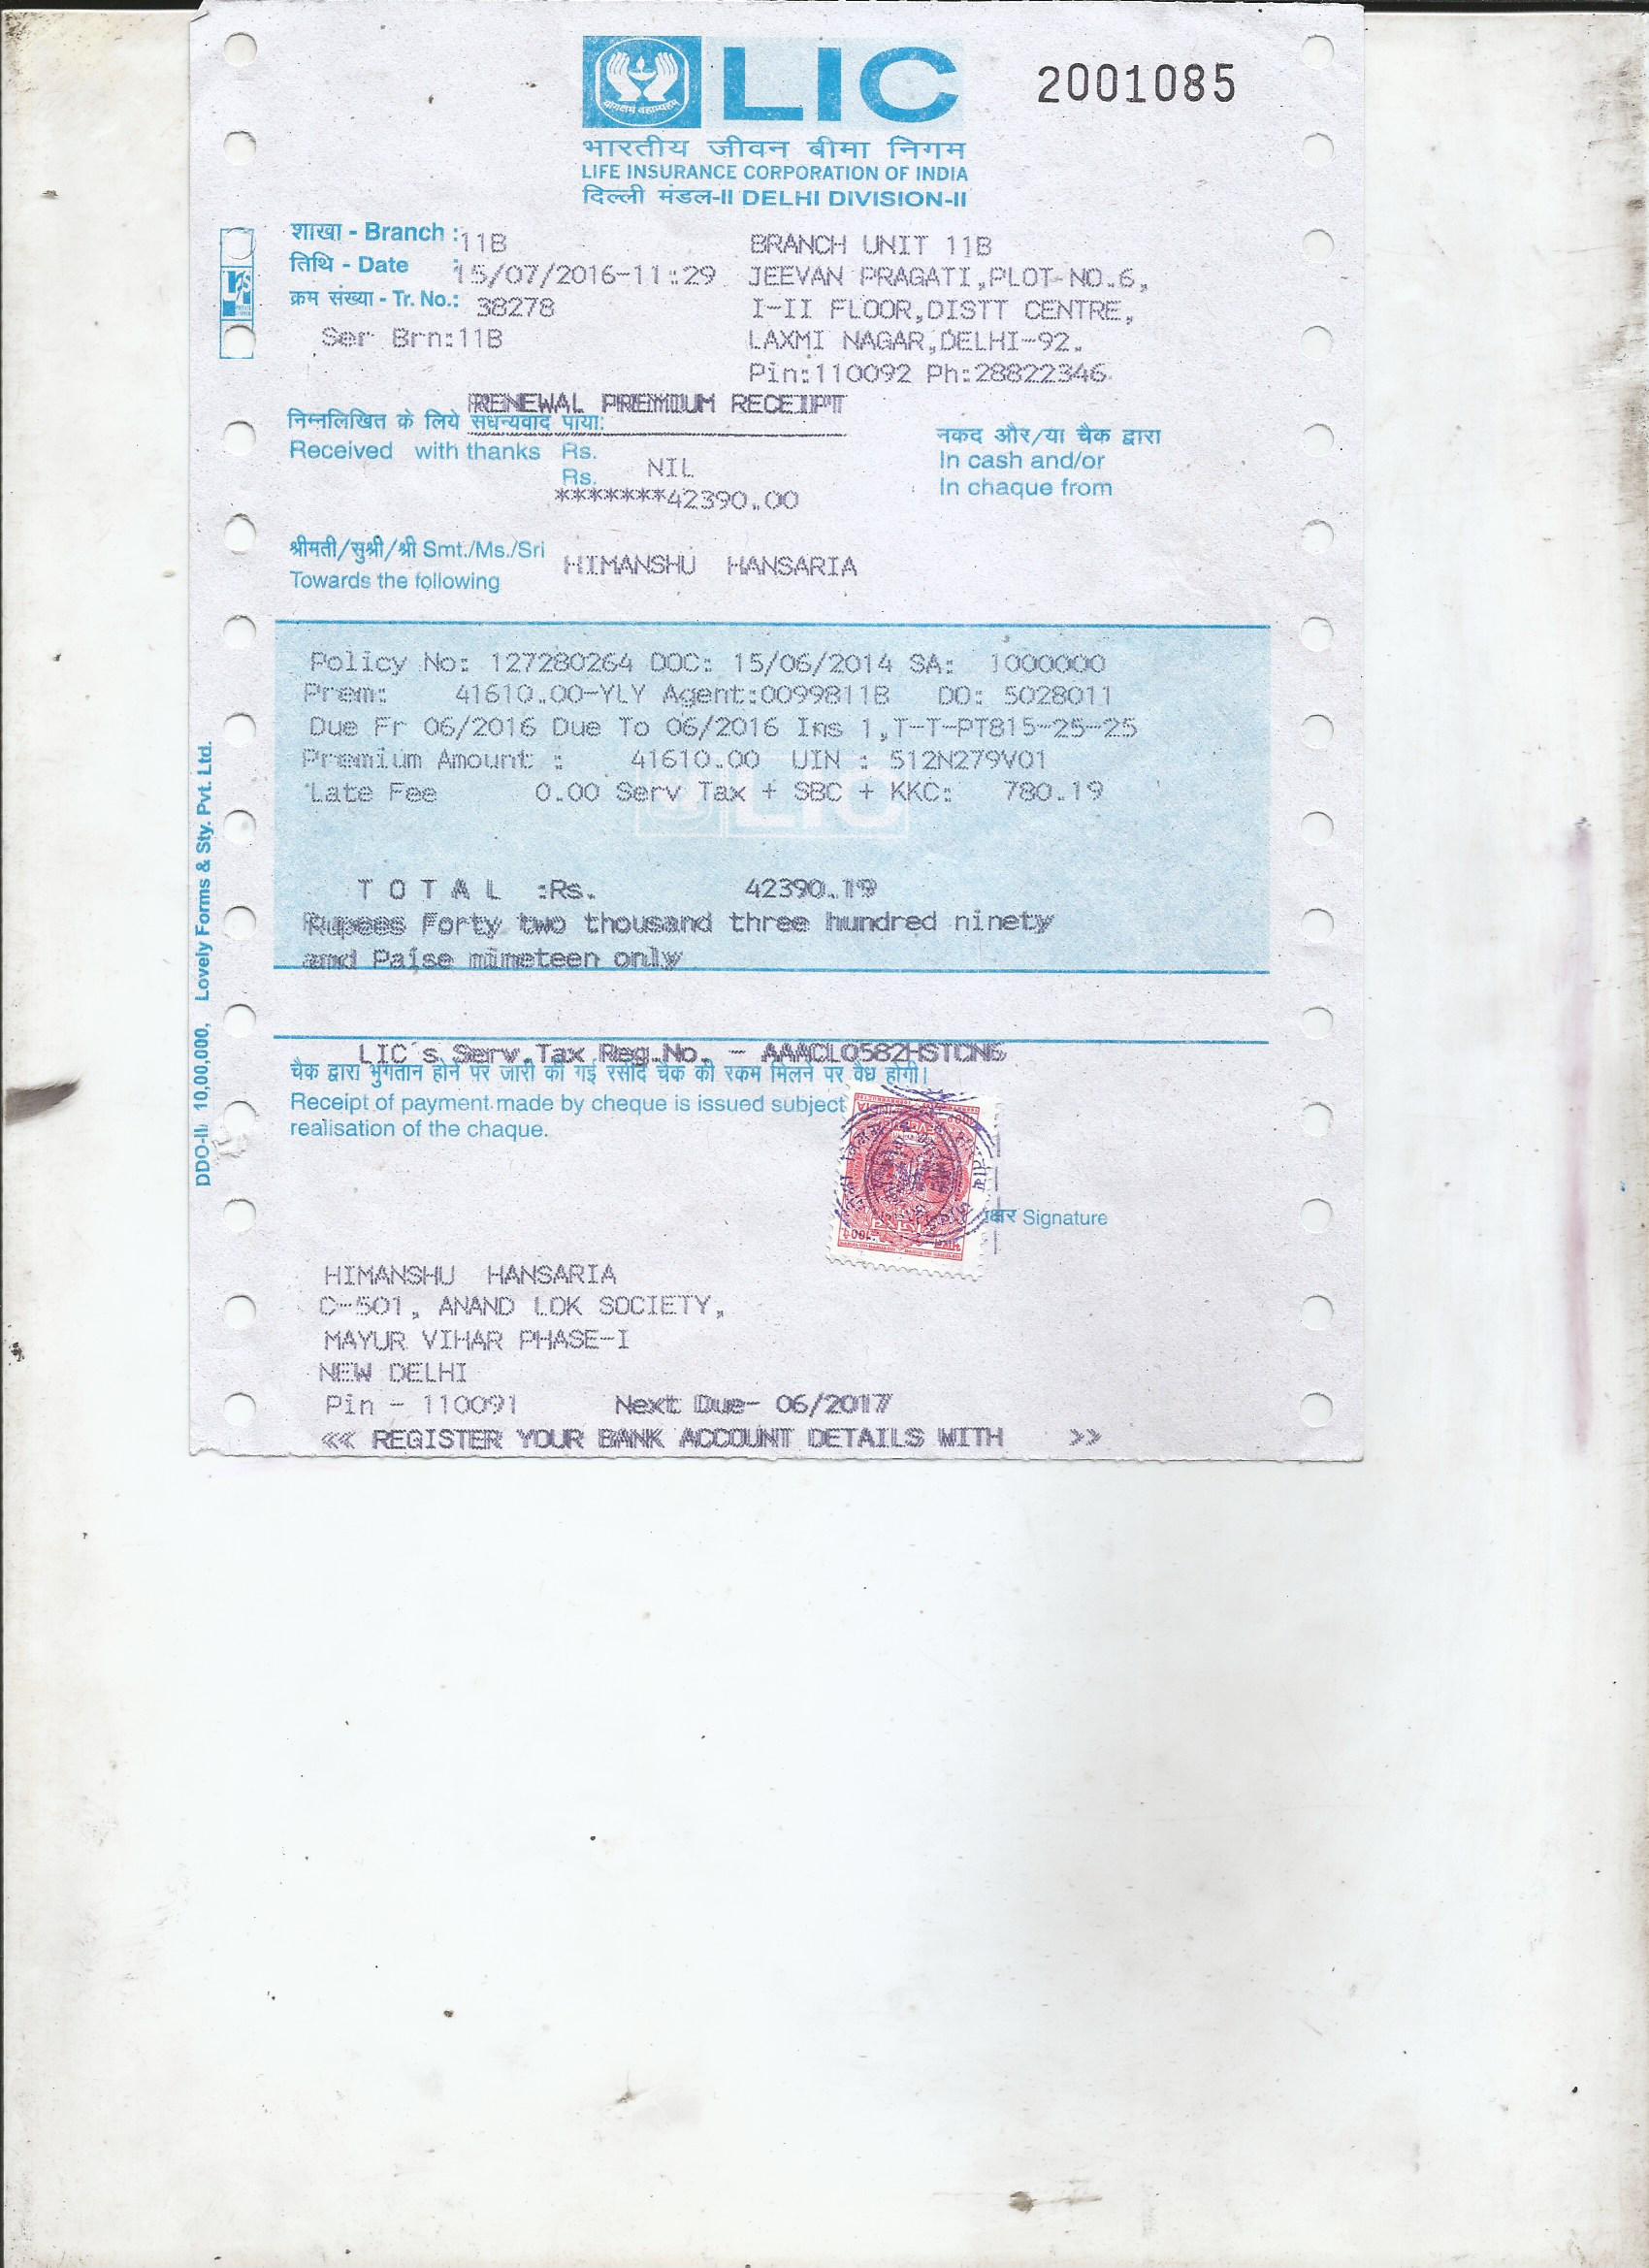 LIC
2001085
भारतीय जीवन बीमा निगम
LIFE INSURANCE CORPORATION OF INDIA
दिल्ली मंडल-II DELHI DIVISION-II
शाखा - Branch : 11B
BRANCH UNIT 11B
तिथि - Date : 15/07/2016-11:29
JEEVAN PRAGATI,PLOT-NO.6,
क्रम संख्या - Tr. No.: 38278
I-II FLOOR,DISTT CENTRE,
Ser Brn:11B
LAXMI NAGAR,DELHI-92.
Pin:110092 Ph:28822346
RENEWAL PREMIUM RECEIPT
निम्नलिखित के लिये सधन्यवाद पाया:
नकद और/या चैक द्वारा
Received with thanks Rs.
In cash and/or
Rs. NIL
In chaque from
*******42390.00
श्रीमती/सुश्री/श्री Smt./Ms./Sri HIMANSHU HANSARIA
Towards the following
Policy No: 127280264 DOC: 15/06/2014 SA: 1000000
Prem: 41610.00-YLY Agent:0099811B DO: 5028011
Due Fr 06/2016 Due To 06/2016 Ins 1,T-T-PT815-25-25
Premium Amount : 41610.00 UIN : 512N279V01
Late Fee 0.00 Serv Tax + SBC + KKC: 780.19
LIC
T O T A L :Rs. 42390.19
Rupees Forty two thousand three hundred ninety
and Paise nineteen only
LIC's Serv.Tax Reg.No. - AAACL0582HSTCN6
चैक द्वारा भुगतान होने पर जारी की गई रसीद चैक की रकम मिलने पर वैध होगी।
Receipt of payment made by cheque is issued subject
realisation of the chaque.
Signature
HIMANSHU HANSARIA
C-501, ANAND LOK SOCIETY,
MAYUR VIHAR PHASE-I
NEW DELHI
Pin - 110091 Next Due- 06/2017
<< REGISTER YOUR BANK ACCOUNT DETAILS WITH >>
DDO-II/ 10,00,000, Lovely Forms & Sty. Pvt. Ltd.